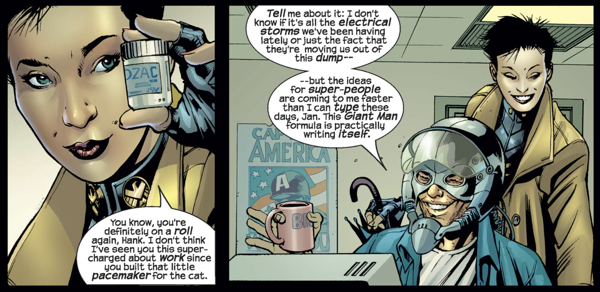 DZAC
You know, you're
definitely on a roll
again, Hank. I don't think
I've seen you this super-
charged about work since
you built that little
pacemaker for the cat.
Tell me about it: I don't
know if it's all the electrical
storms we've been having
lately or just the fact that
they're moving us out of
this dump--
--but the ideas
for super-people
are coming to me faster
than I can type these
days, Jan. This Giant Man
formula is practically
writing itself.
AMERICA